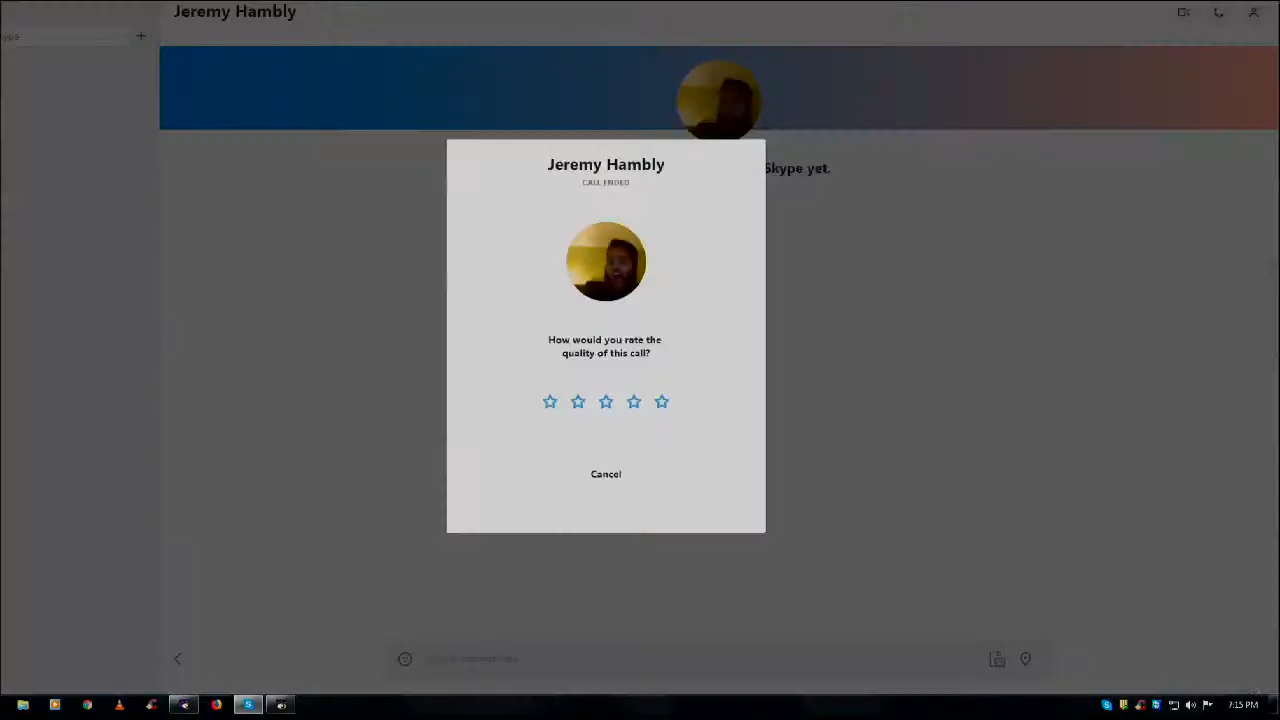 Jeremy Hambly
Skype yet.
Jeremy Hambly
CALL ENDED
How would you rate the
quality of this call?
Cancel
7:15 PM